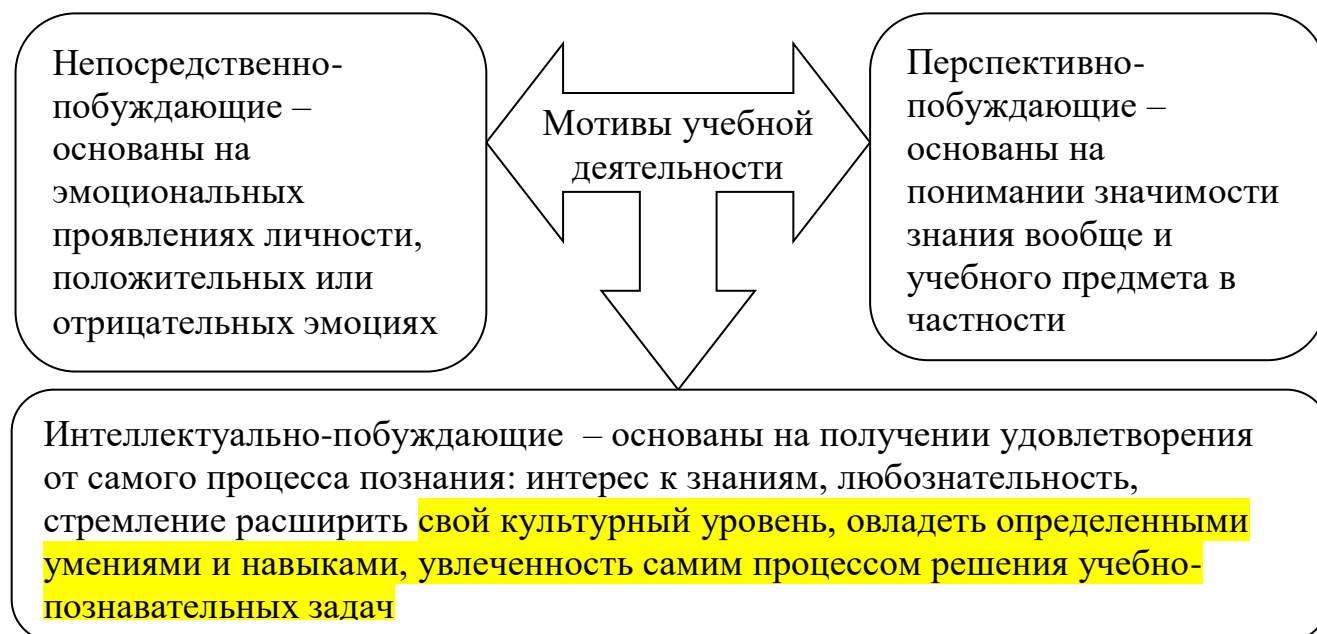 Непосредственно-
побуждающие –
основаны на
эмоциональных
проявлениях личности,
положительных или
отрицательных эмоциях
Мотивы учебной
деятельности
Перспективно-
побуждающие –
основаны на
понимании значимости
знания вообще и
учебного предмета в
частности
Интеллектуально-побуждающие – основаны на получении удовлетворения
от самого процесса познания: интерес к знаниям, любознательность,
стремление расширить свой культурный уровень, овладеть определенными
умениями и навыками, увлеченность самим процессом решения учебно-
познавательных задач